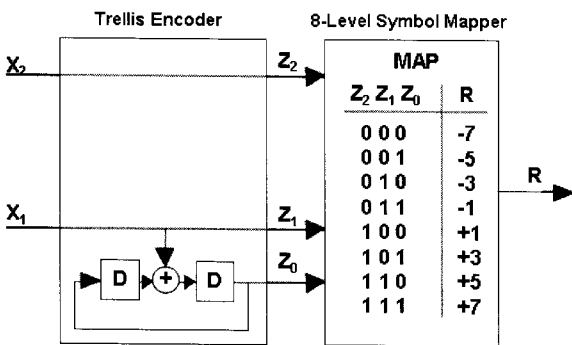 Trellis Encoder
8-Level Symbol Mapper
X2
Z2
MAP
Z2 Z1 Z0 R
0 0 0 -7
0 0 1 -5
0 1 0 -3
0 1 1 -1
1 0 0 +1
1 0 1 +3
1 1 0 +5
1 1 1 +7
R
X1
Z1
D + D
Z0